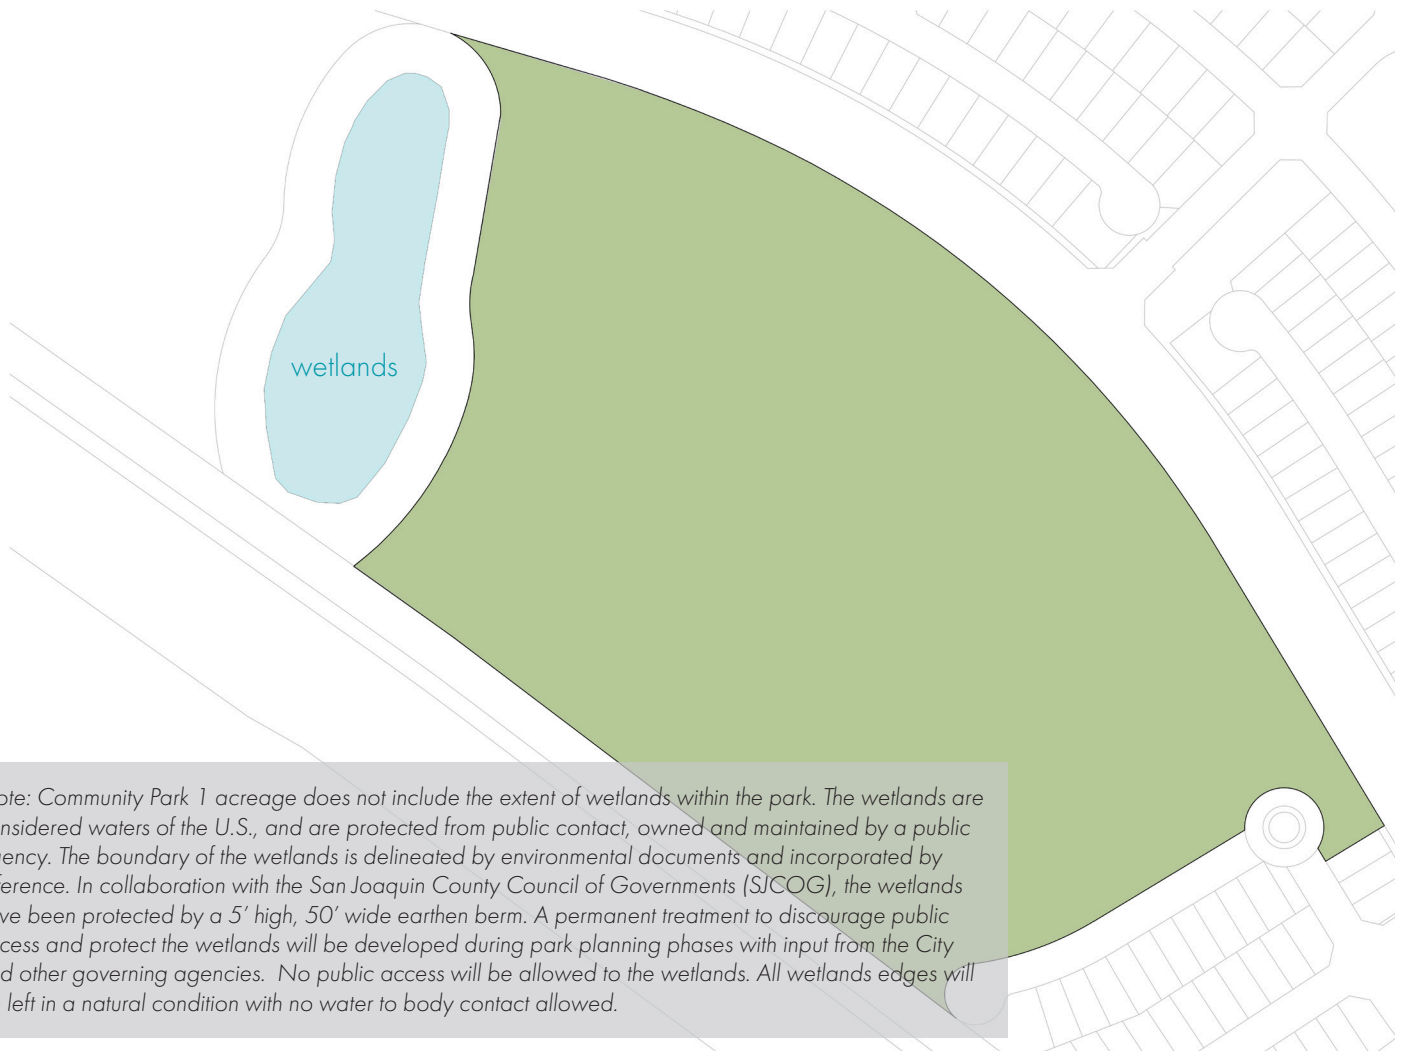 wetlands
ote: Community Park 1 acreage does not include the extent of wetlands within the park. The wetlands are
nsidered waters of the U.S., and are protected from public contact, owned and maintained by a public
ency. The boundary of the wetlands is delineated by environmental documents and incorporated by
ference. In collaboration with the San Joaquin County Council of Governments (SJCOG), the wetlands
ve been protected by a 5’ high, 50’ wide earthen berm. A permanent treatment to discourage public
cess and protect the wetlands will be developed during park planning phases with input from the City
d other governing agencies.  No public access will be allowed to the wetlands. All wetlands edges will
left in a natural condition with no water to body contact allowed.